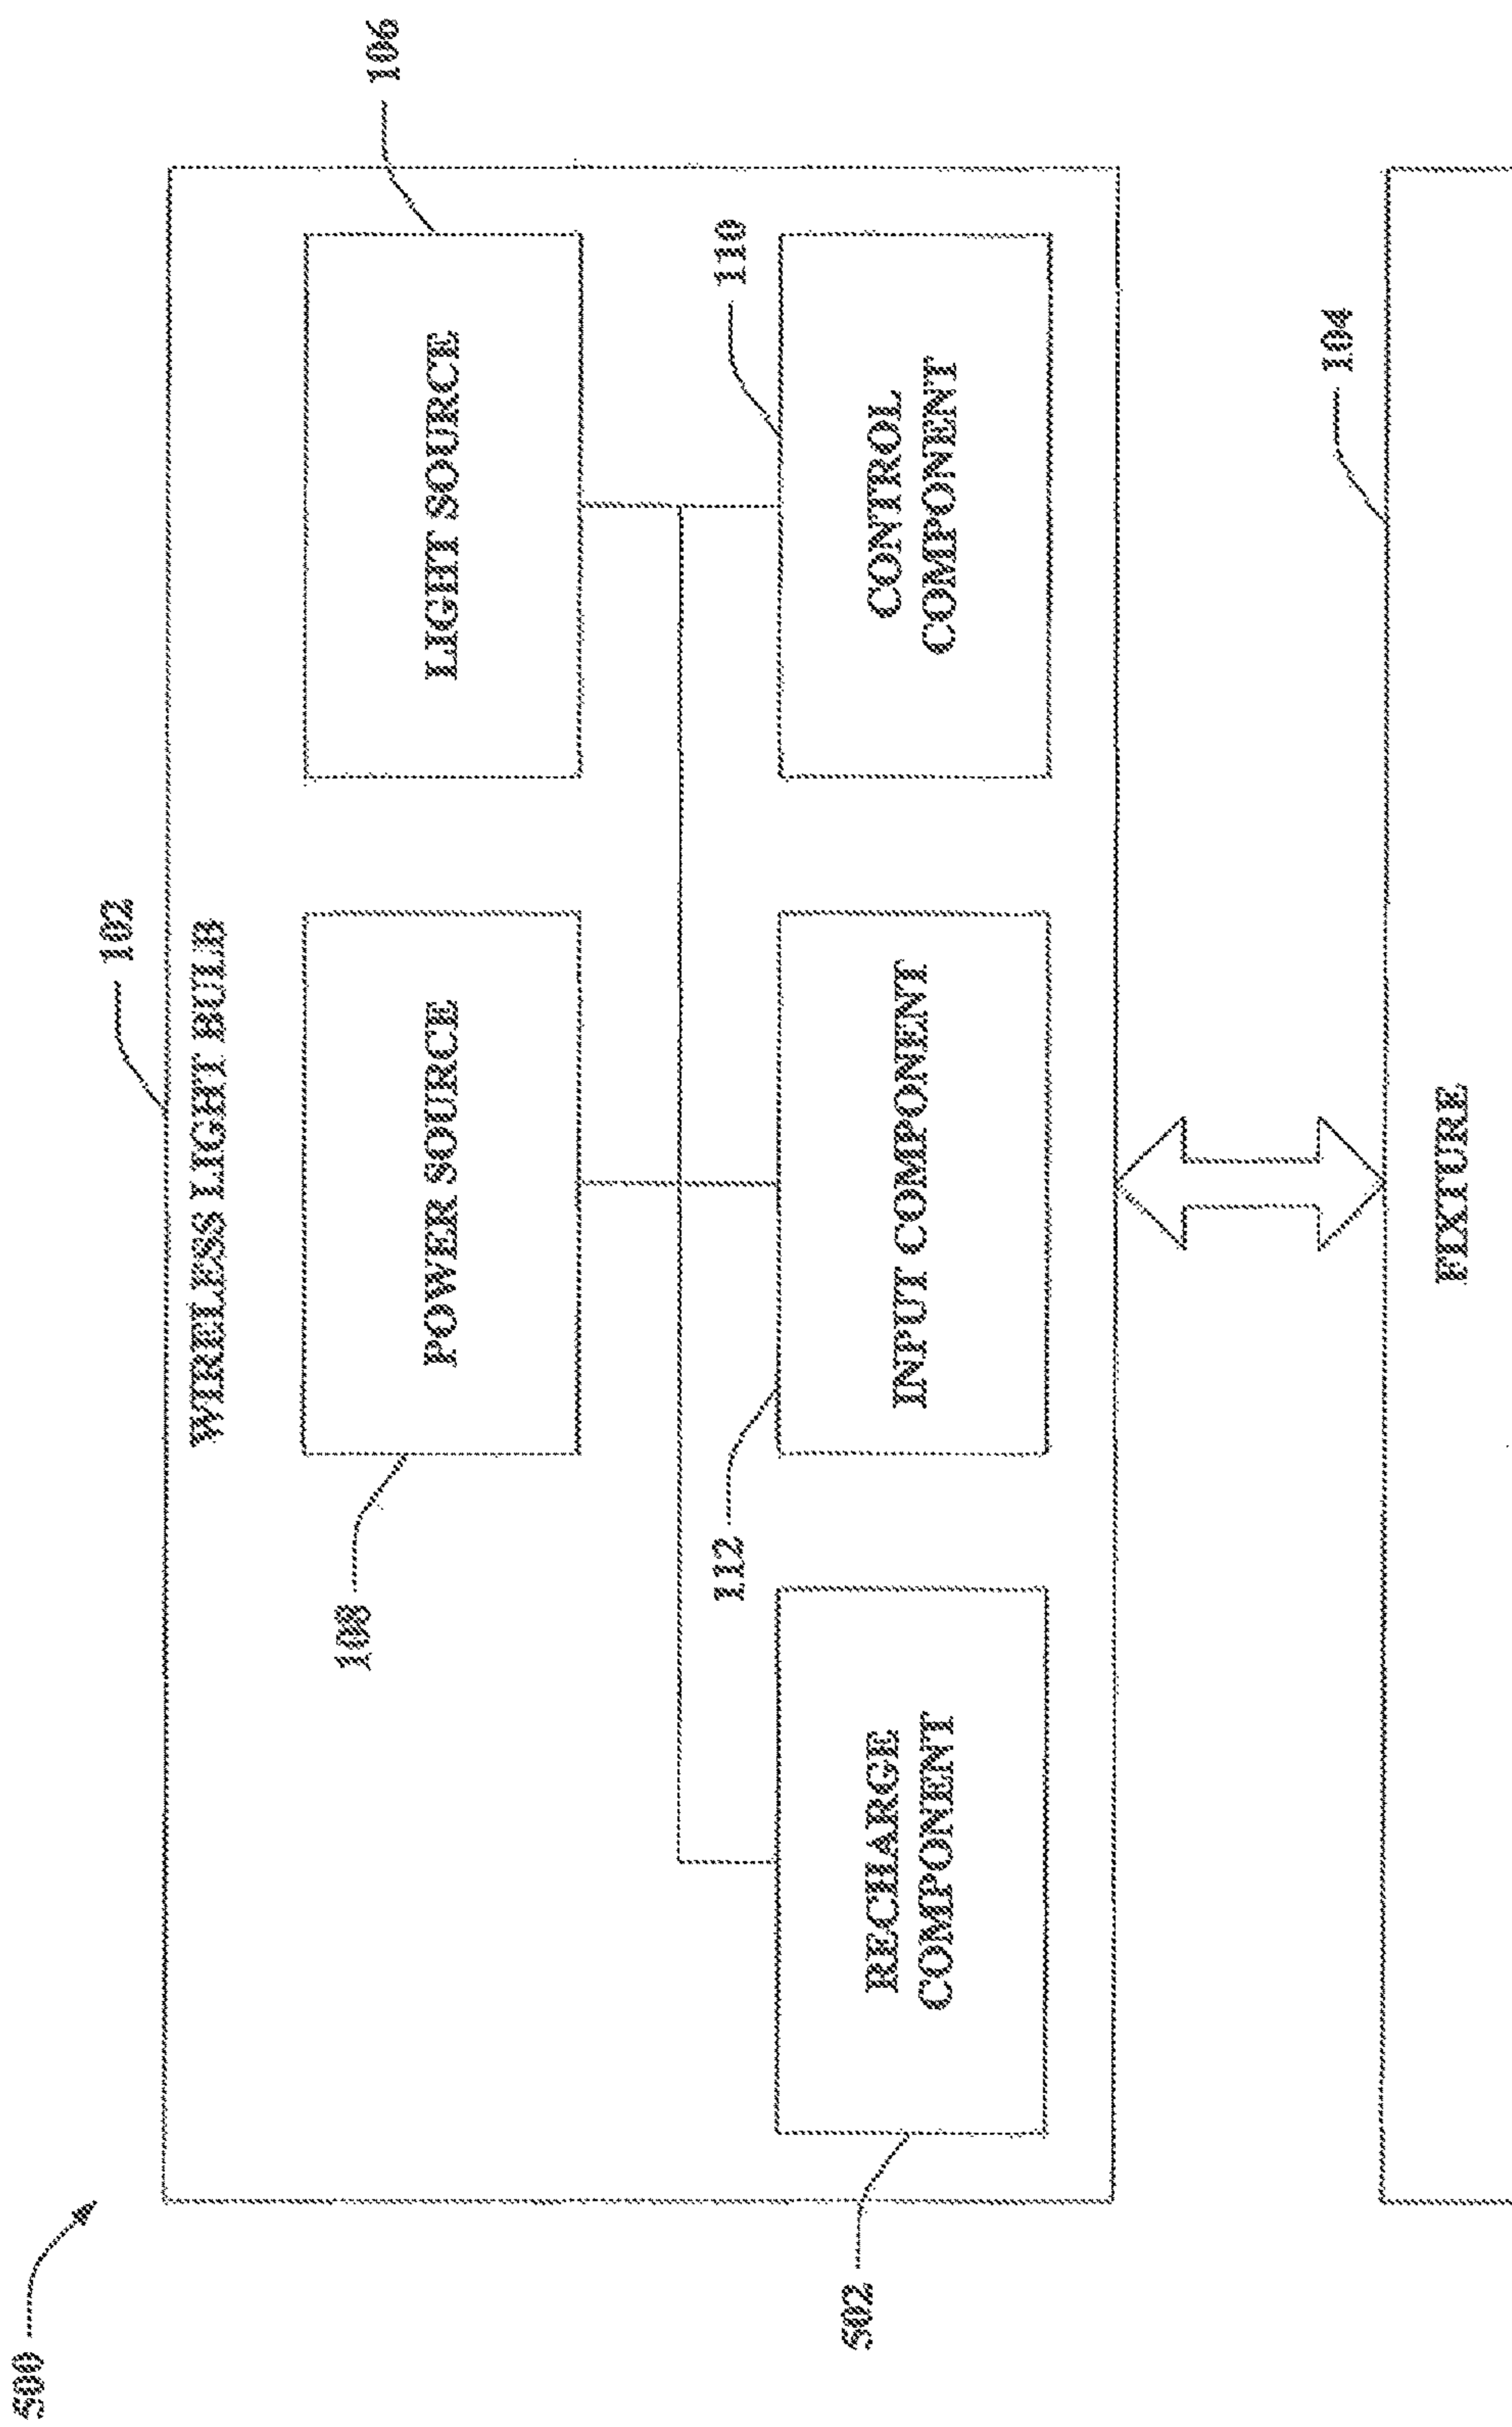 500
102
WIRELESS LIGHT BULB
108
POWER SOURCE
LIGHT SOURCE
106
502
RECHARGE
COMPONENT
112
INPUT COMPONENT
110
CONTROL
COMPONENT
104
FIXTURE